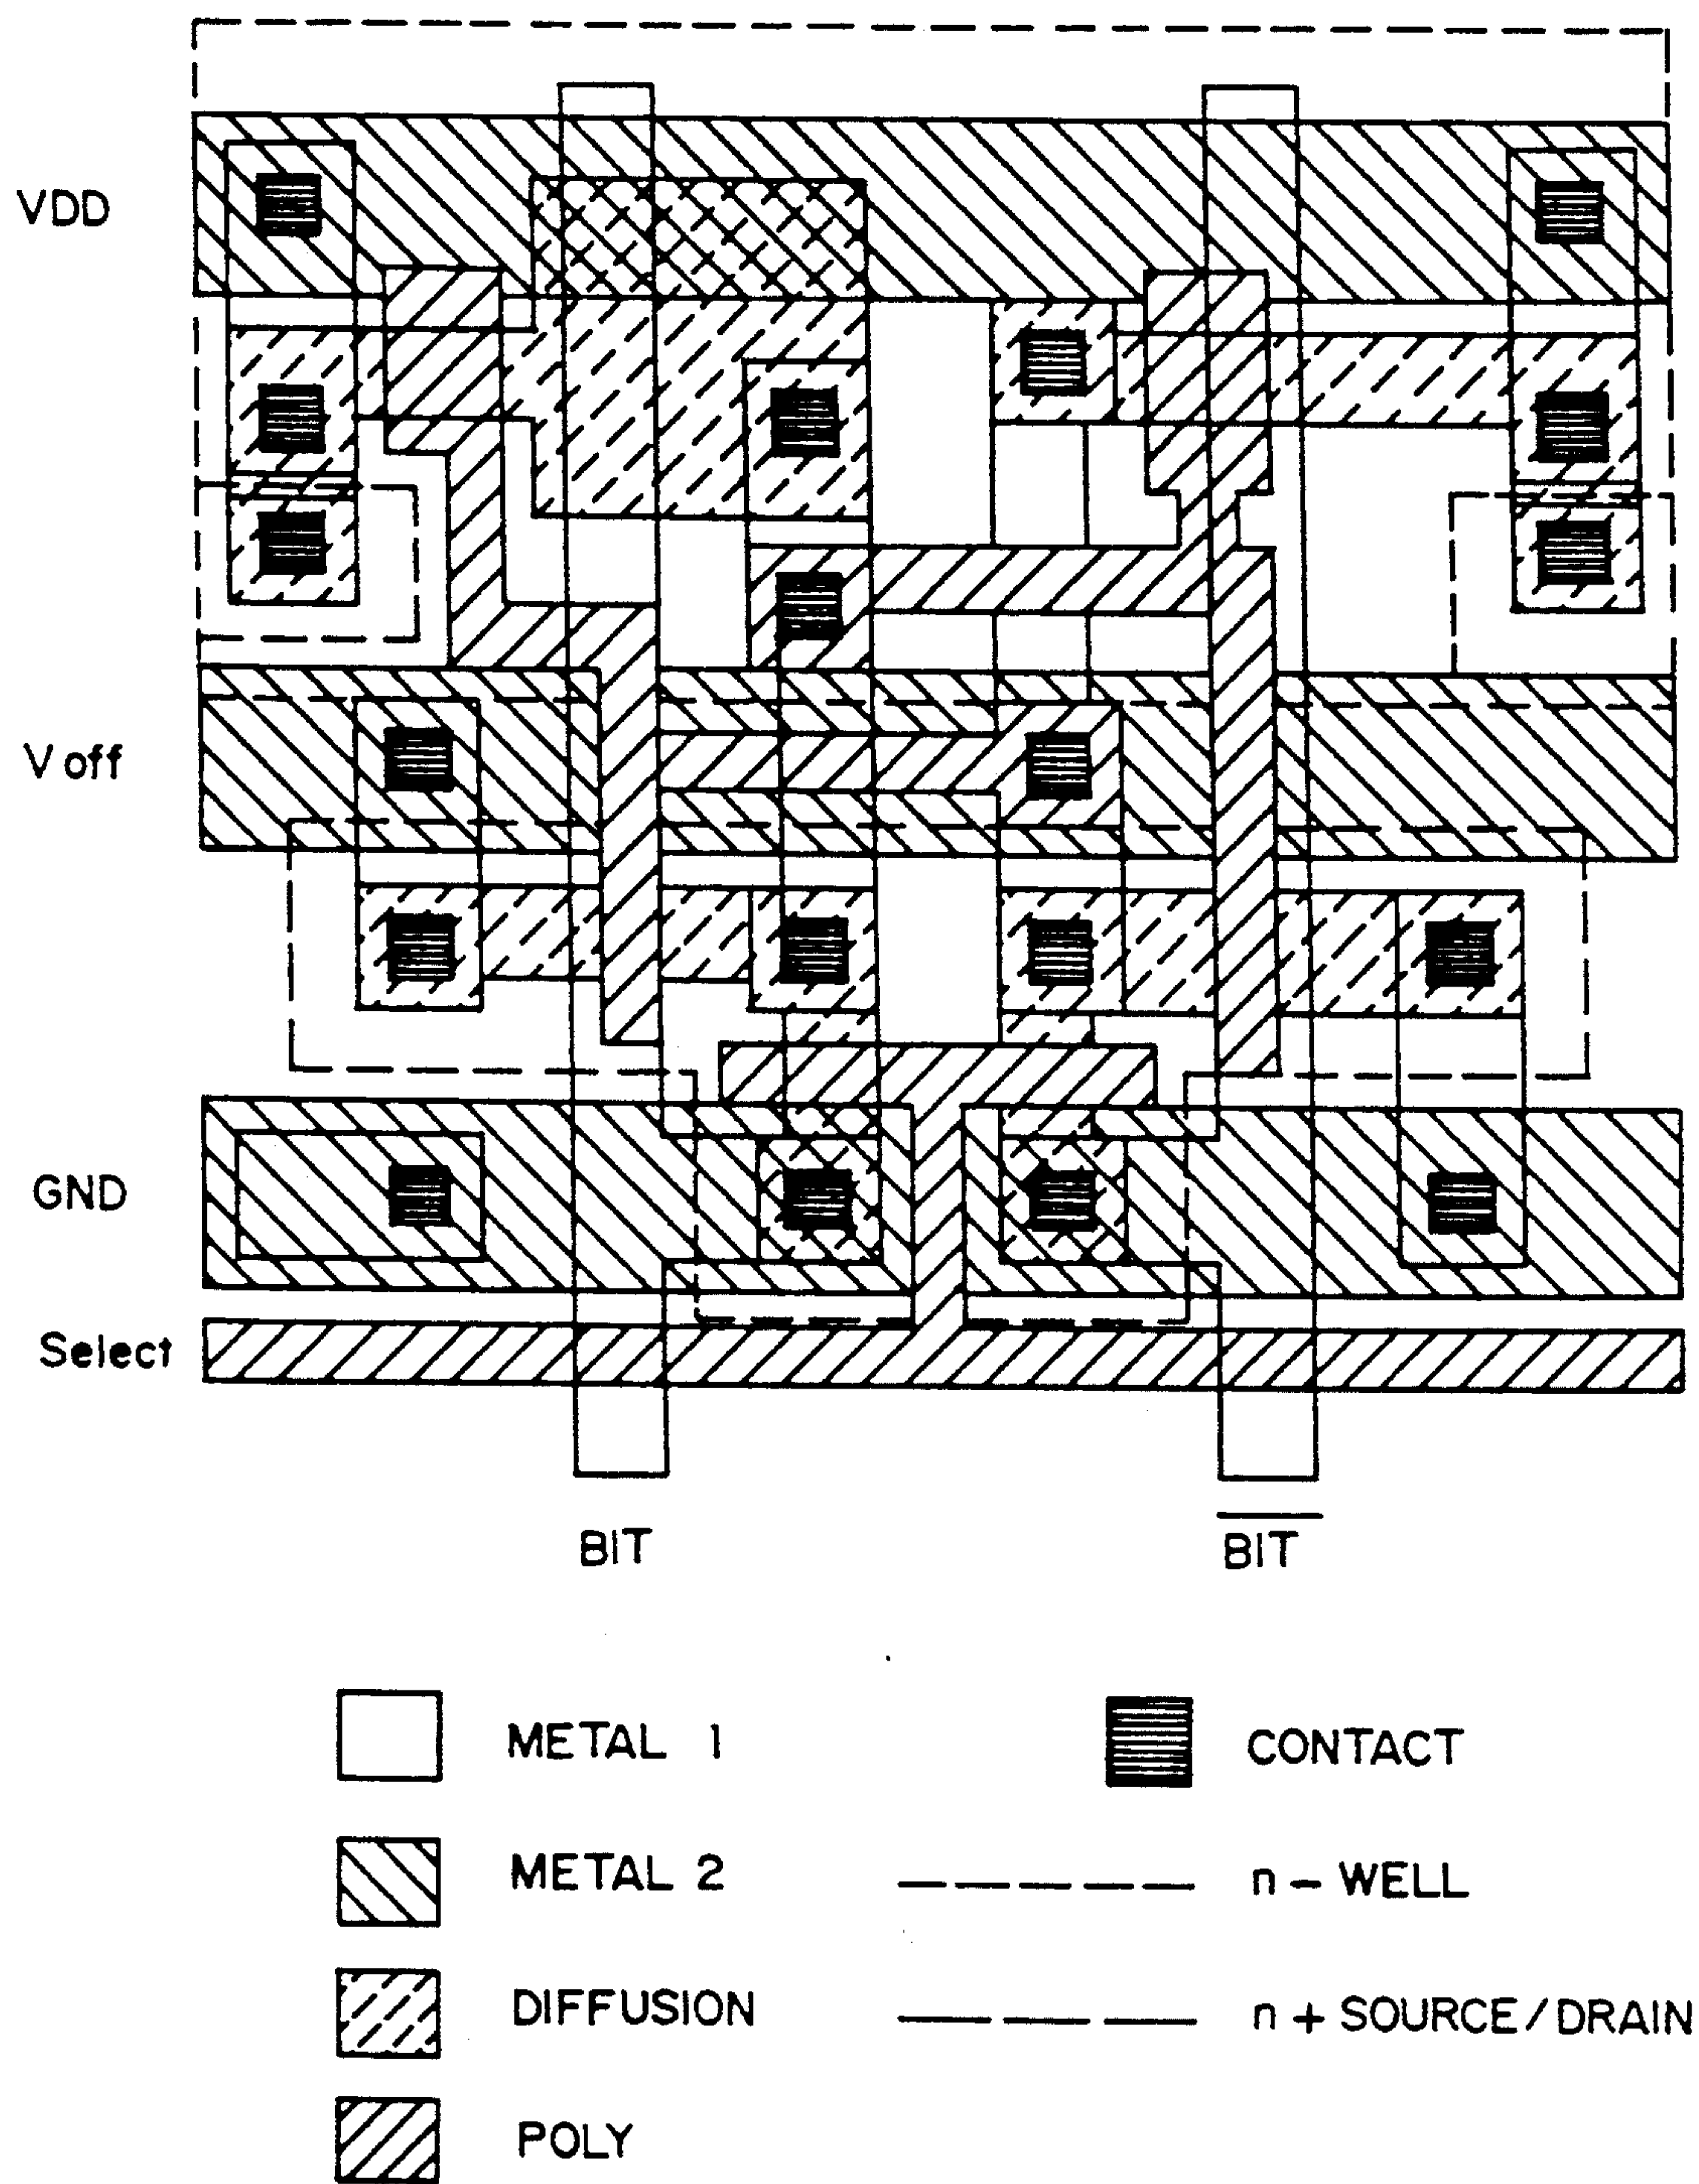 VDD
V off
GND
Select
BIT
BIT
METAL 1
CONTACT
METAL 2
n - WELL
DIFFUSION
n + SOURCE/DRAIN
POLY